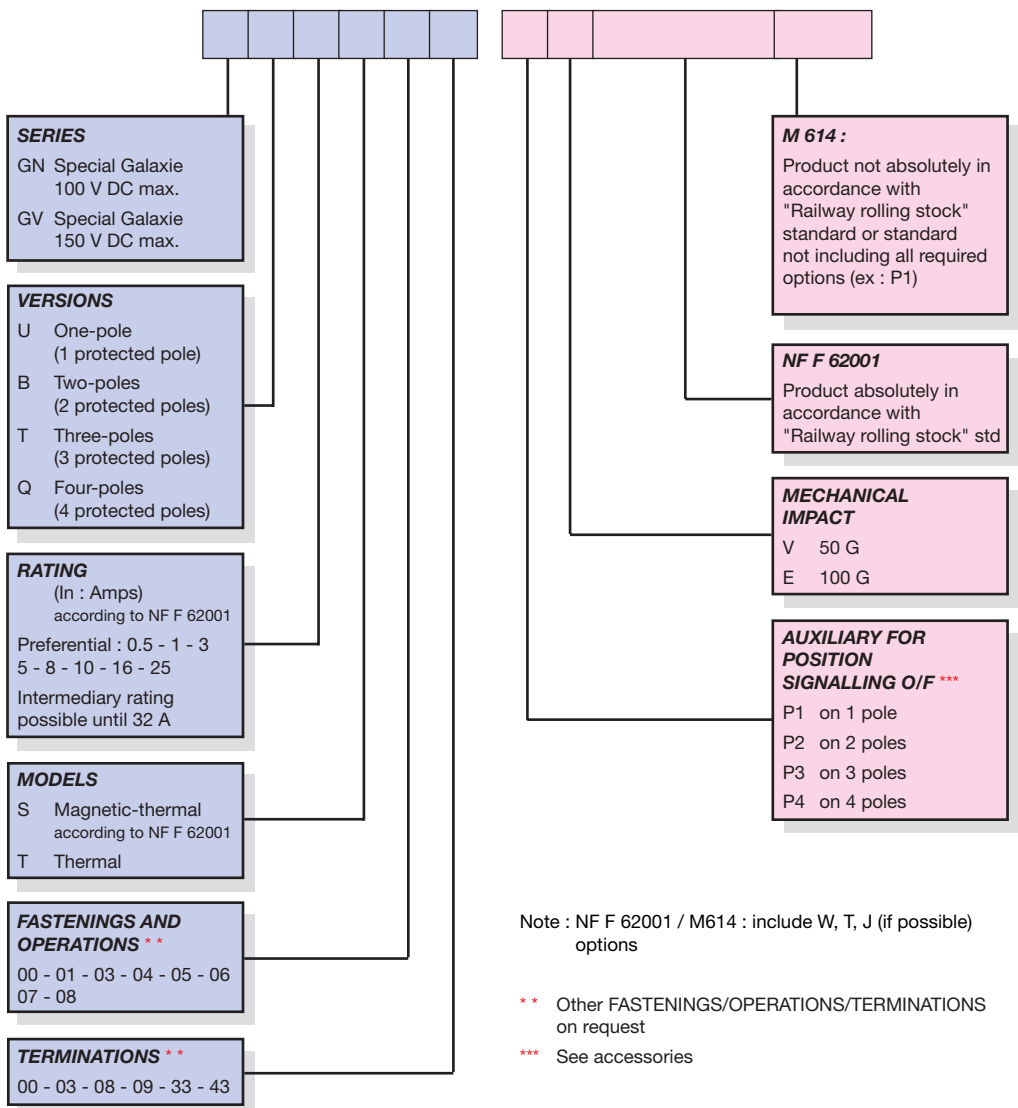 SERIES
GN Special Galaxie
100 V DC max.
GV Special Galaxie
150 V DC max.
VERSIONS
U One-pole
(1 protected pole)
B Two-poles
(2 protected poles)
T Three-poles
(3 protected poles)
Q Four-poles
(4 protected poles)
RATING
(In : Amps)
according to NF F 62001
Preferential : 0.5 - 1 - 3
5 - 8 - 10 - 16 - 25
Intermediary rating
possible until 32 A
MODELS
S Magnetic-thermal
according to NF F 62001
T Thermal
FASTENINGS AND
OPERATIONS * *
00 - 01 - 03 - 04 - 05 - 06
07 - 08
TERMINATIONS * *
00 - 03 - 08 - 09 - 33 - 43
M 614 :
Product not absolutely in
accordance with
"Railway rolling stock"
standard or standard
not including all required
options (ex : P1)
NF F 62001
Product absolutely in
accordance with
"Railway rolling stock" std
MECHANICAL
IMPACT
V 50 G
E 100 G
AUXILIARY FOR
POSITION
SIGNALLING O/F ***
P1 on 1 pole
P2 on 2 poles
P3 on 3 poles
P4 on 4 poles
Note : NF F 62001 / M614 : include W, T, J (if possible)
options
* * Other FASTENINGS/OPERATIONS/TERMINATIONS
on request
*** See accessories